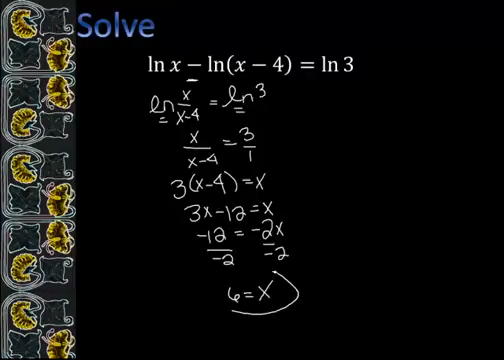 Solve
ln x − ln(x − 4) = ln 3
ln x/(x-4) = ln 3
x/(x-4) = 3/1
3(x-4) = x
3x-12 = x
-12/-2 = -2x/-2
6 = x